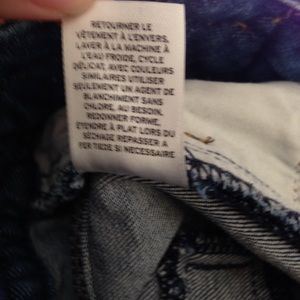 RETOURNER LE
VÊTEMENT À L'ENVERS,
LAVER À LA MACHINE À
L'EAU FROIDE, CYCLE
DÉLICAT, AVEC COULEURS
SIMILAIRES UTILISER
SEULEMENT UN AGENT DE
BLANCHIMENT SANS
CHLORE, AU BESOIN.
REDONNER FORME,
ÉTENDRE À PLAT LORS DU
SÉCHAGE REPASSER À
FER TIÈDE SI NECESSAIRE